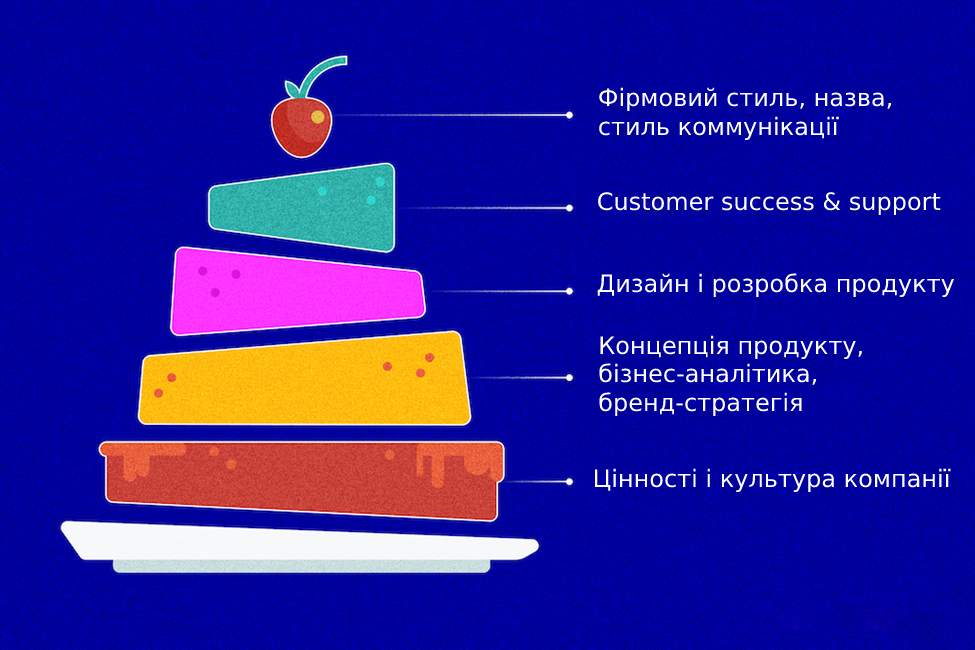 Фірмовий стиль, назва,
стиль коммунікації
Customer success & support
Дизайн і розробка продукту
Концепція продукту,
бізнес-аналітика,
бренд-стратегія
Цінності і культура компанії